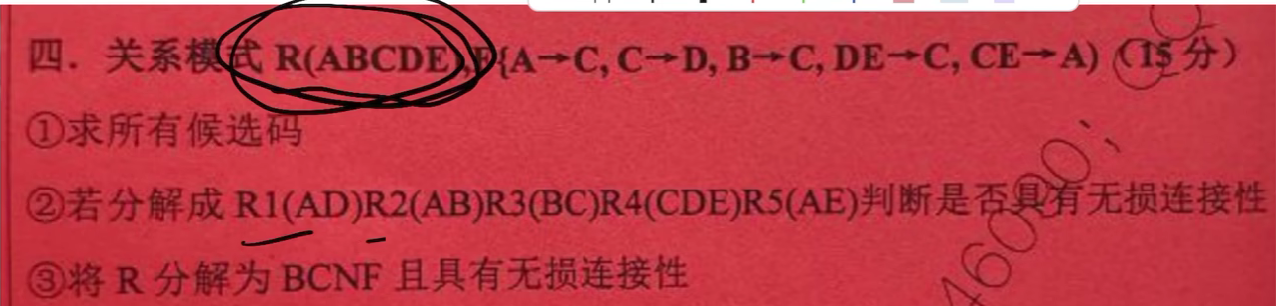 四. 关系模式 R(ABCDE),F{A→C, C→D, B→C, DE→C, CE→A) (15 分)
①求所有候选码
②若分解成 R1(AD)R2(AB)R3(BC)R4(CDE)R5(AE)判断是否具有无损连接性
③将 R 分解为 BCNF 且具有无损连接性